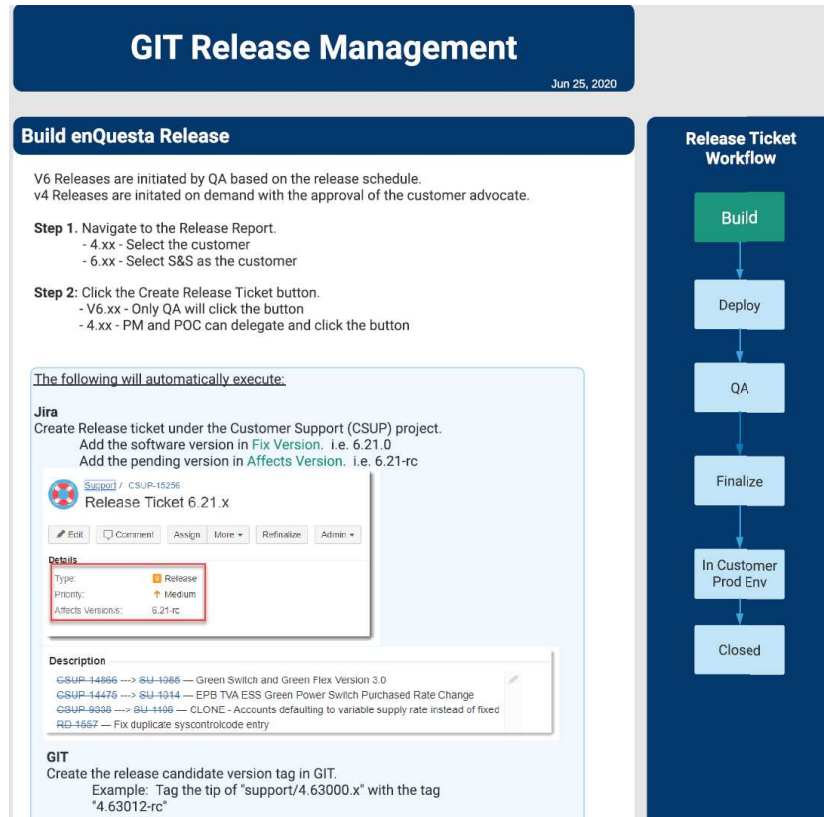 GIT Release Management
Jun 25, 2020
Build enQuesta Release
V6 Releases are initiated by QA based on the release schedule.
v4 Releases are initated on demand with the approval of the customer advocate.
Step 1. Navigate to the Release Report.
- 4.xx - Select the customer
- 6.xx - Select S&S as the customer
Step 2: Click the Create Release Ticket button.
- V6.xx - Only QA will click the button
- 4.xx - PM and POC can delegate and click the button
The following will automatically execute:
Jira
Create Release ticket under the Customer Support (CSUP) project.
Add the software version in Fix Version. i.e. 6.21.0
Add the pending version in Affects Version. i.e. 6.21-rc
Support / CSUP-15256
Release Ticket 6.21.x
Edit Comment Assign More Refinalize Admin
Details
Type: Release
Priority: Medium
Affects Version/s: 6.21-rc
Description
CSUP-14866 ---> SU-1085 — Green Switch and Green Flex Version 3.0
CSUP-14475 ---> SU-1014 — EPB TVA ESS Green Power Switch Purchased Rate Change
CSUP-9038 ---> SU-1108 — CLONE - Accounts defaulting to variable supply rate instead of fixed
RD-1557 — Fix duplicate syscontrolcode entry
GIT
Create the release candidate version tag in GIT.
Example: Tag the tip of "support/4.63000.x" with the tag
"4.63012-rc"
Release Ticket
Workflow
Build
Deploy
QA
Finalize
In Customer
Prod Env
Closed